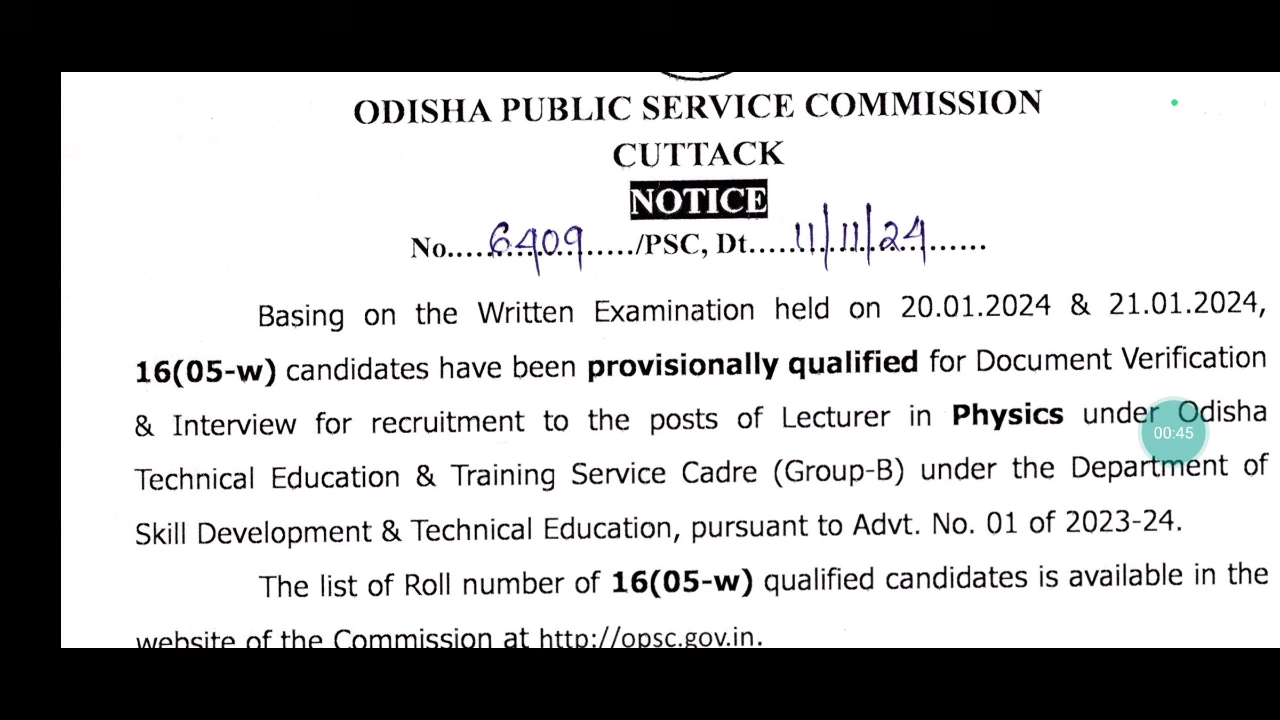 ODISHA PUBLIC SERVICE COMMISSION
CUTTACK
NOTICE
No.....6409...../PSC, Dt.....11/11/24......
Basing on the Written Examination held on 20.01.2024 & 21.01.2024,
16(05-w) candidates have been provisionally qualified for Document Verification
& Interview for recruitment to the posts of Lecturer in Physics under Odisha
Technical Education & Training Service Cadre (Group-B) under the Department of
Skill Development & Technical Education, pursuant to Advt. No. 01 of 2023-24.
The list of Roll number of 16(05-w) qualified candidates is available in the
website of the Commission at http://opsc.gov.in.
00:45